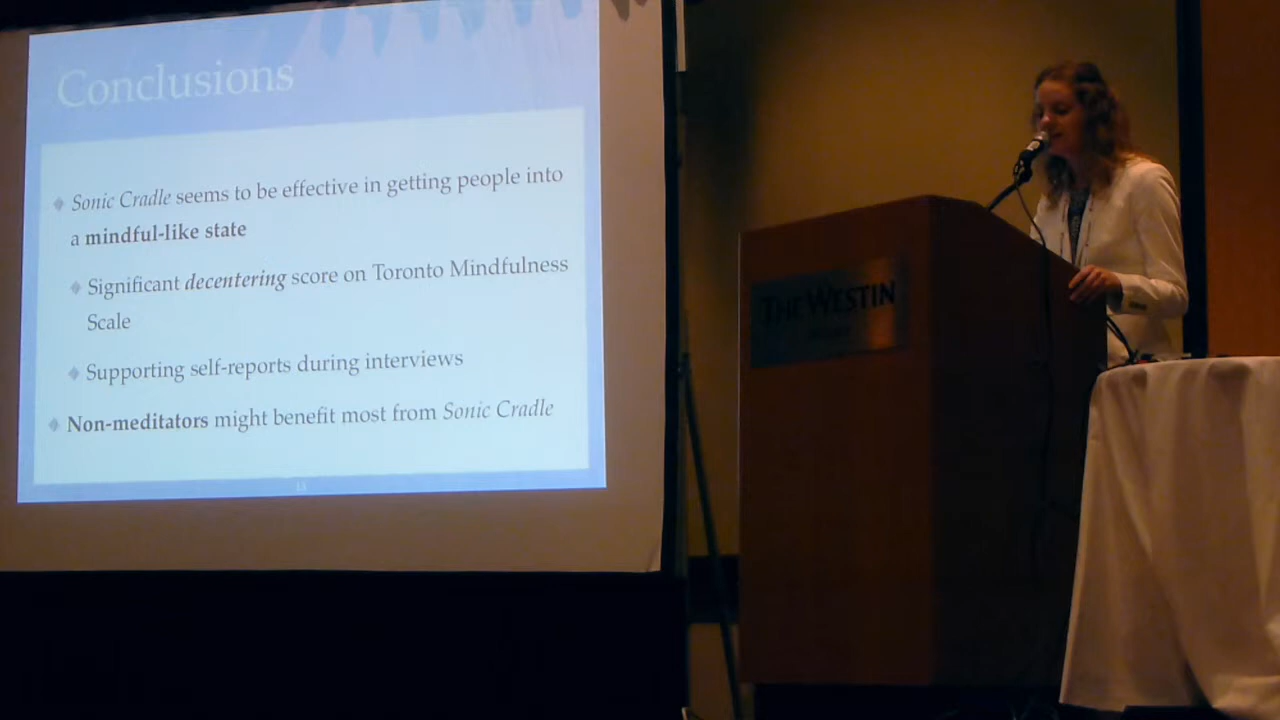 Conclusions
Sonic Cradle seems to be effective in getting people into
a mindful-like state
Significant decentering score on Toronto Mindfulness
Scale
Supporting self-reports during interviews
Non-meditators might benefit most from Sonic Cradle
THE WESTIN